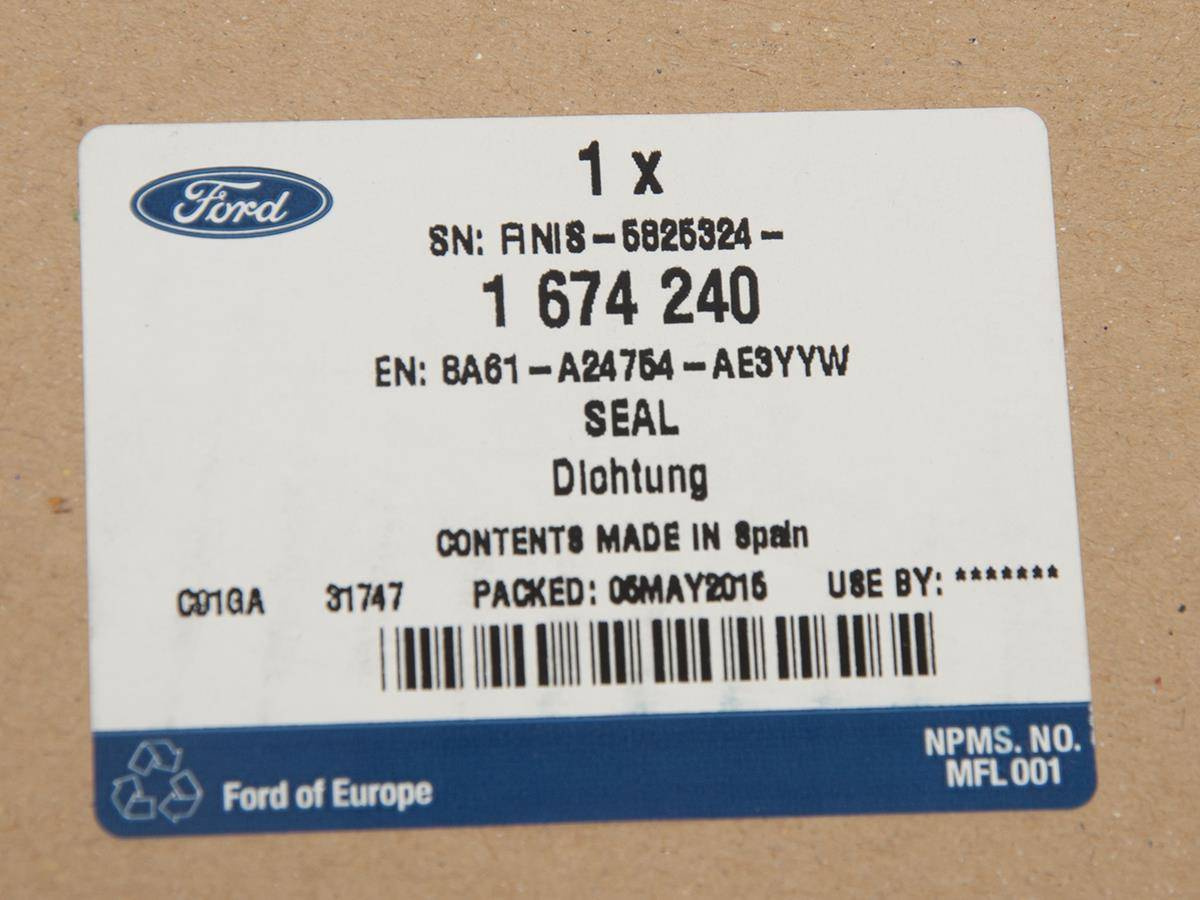 Ford
1 x
SN: FINIS-5825324-
1 674 240
EN: 8A61-A24754-AE3YYW
SEAL
Dichtung
CONTENTS MADE IN Spain
C91GA 31747 PACKED: 05MAY2015 USE BY: *******
Ford of Europe
NPMS. NO.
MFL 001